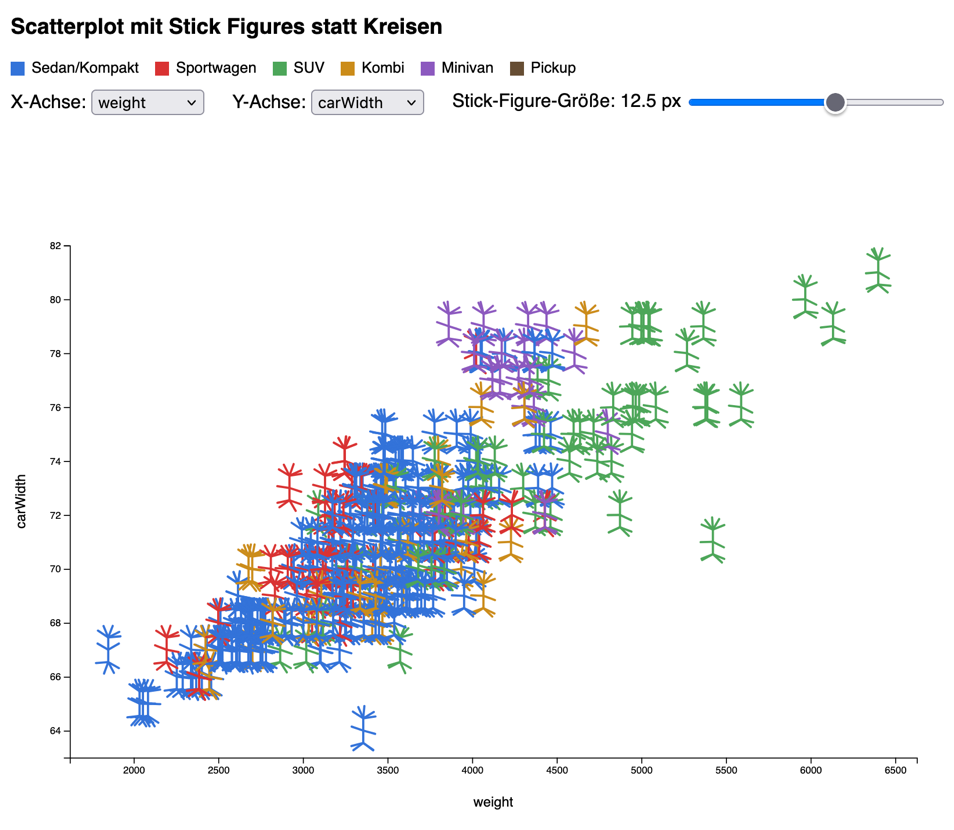 Scatterplot mit Stick Figures statt Kreisen
Sedan/Kompakt Sportwagen SUV Kombi Minivan Pickup
X-Achse: weight Y-Achse: carWidth Stick-Figure-Größe: 12.5 px
82
80
78
76
74
72
70
68
66
64
carWidth
2000 2500 3000 3500 4000 4500 5000 5500 6000 6500
weight